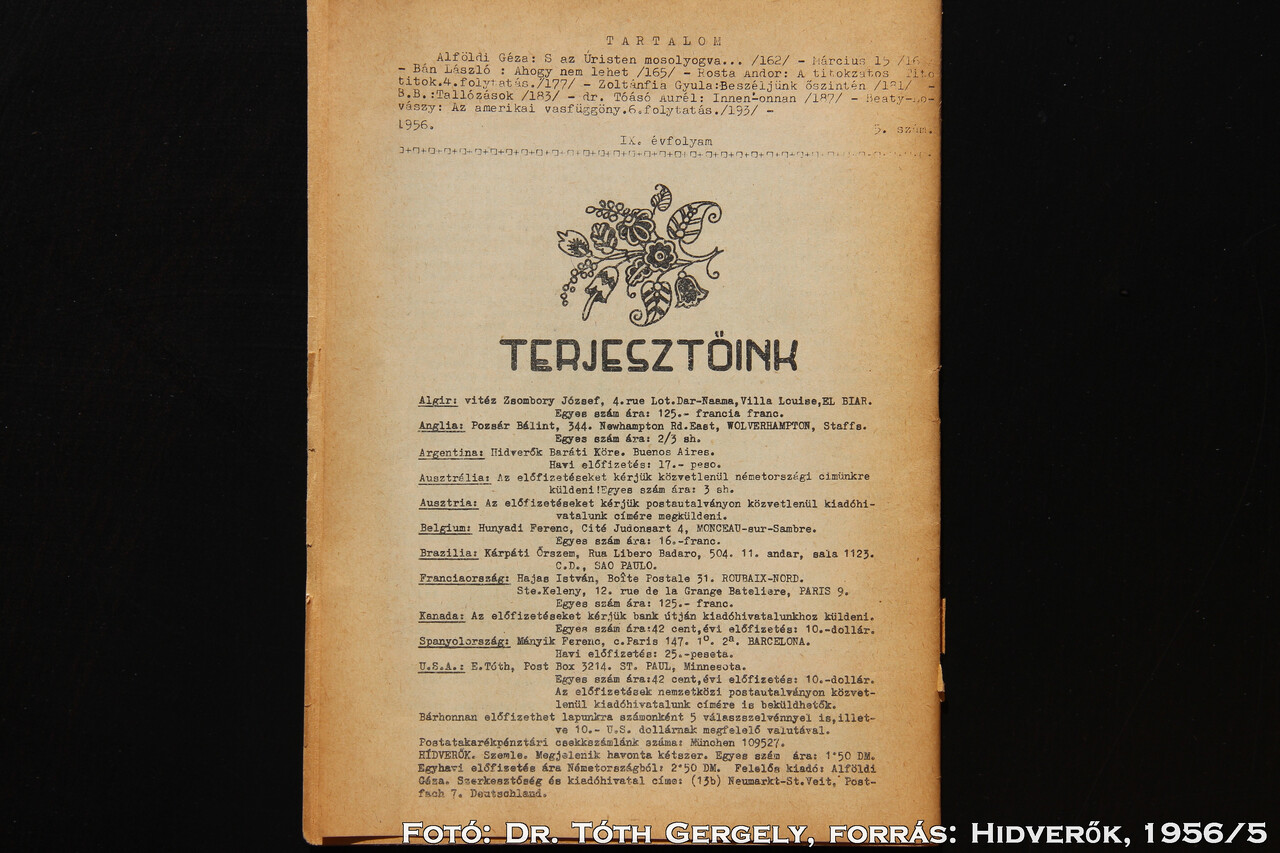 TARTALOM
Alföldi Géza: S az Úristen mosolyogva... /162/ - Március 15
- Bán László : Ahogy nem lehet /165/ - Rosta Andor: A titokzatos
titok.4.folytatás./177/ - Zoltánfia Gyula:Beszéljünk őszintén /181/ -
B.B.:Tallózások /183/ - dr. Tóásó Aurél: Innen-onnan /187/ - Beaty-
vászy: Az amerikai vasfüggöny.6.folytatás./193/ -
1956.
5. szám.
IX. évfolyam
TERJESZTŐINK
Algir: vitéz Zsombory József, 4.rue Lot.Dar-Naama,Villa Louise,EL BIAR.
Egyes szám ára: 125.- francia franc.
Anglia: Pozsár Bálint, 344. Newhampton Rd.East, WOLVERHAMPTON, Staffs.
Egyes szám ára: 2/3 sh.
Argentina: Hidverők Baráti Köre. Buenos Aires.
Havi előfizetés: 17.- peso.
Ausztrélia: Az előfizetéseket kérjük közvetlenül németországi cimünkre
küldeni!Egyes szám ára: 3 sh.
Ausztria: Az előfizetéseket kérjük postautalványon közvetlenül kiadóhi-
vatalunk címére megküldeni.
Belgium: Hunyadi Ferenc, Cité Judonsart 4, MONCEAU-sur-Sambre.
Egyes szám ára: 16.-franc.
Brazilia: Kárpáti Őrszem, Rua Libero Badaro, 504. 11. andar, sala 1123.
C.D., SAO PAULO.
Franciaország: Hajas István, Boîte Postale 31. ROUBAIX-NORD.
Ste.Keleny, 12. rue de la Grange Bateliere, PARIS 9.
Egyes szám ára: 125.- franc.
Kanada: Az előfizetéseket kérjük bank útján kiadóhivatalunkhoz küldeni.
Egyes szám ára:42 cent,évi előfizetés: 10.-dollár.
Spanyolország: Mányik Ferenc, c.Paris 147. 1º. 2ª. BARCELONA.
Havi előfizetés: 25.-peseta.
U.S.A.: E.Tóth, Post Box 3214. ST. PAUL, Minnesota.
Egyes szám ára:42 cent,évi előfizetés: 10.-dollár.
Az előfizetések nemzetközi postautalványon közvet-
lenül kiadóhivatalunk címére is beküldhetők.
Bárhonnan előfizethet lapunkra számonként 5 válaszszelvénnyel is,illet-
ve 10.- U.S. dollárnak megfelelő valutával.
Postatakarékpénztári csekkszámlánk száma: München 109527.
HÍDVERŐK. Szemle. Megjelenik havonta kétszer. Egyes szám ára: 1'50 DM.
Egyhavi előfizetés ára Németországból: 2'50 DM. Felelős kiadó: Alföldi
Géza. Szerkesztőség és kiadóhivatal címe: (13b) Neumarkt-St.Veit, Post-
fach 7. Deutschland.
Fotó: Dr. Tóth Gergely, forrás: Hidverők, 1956/5